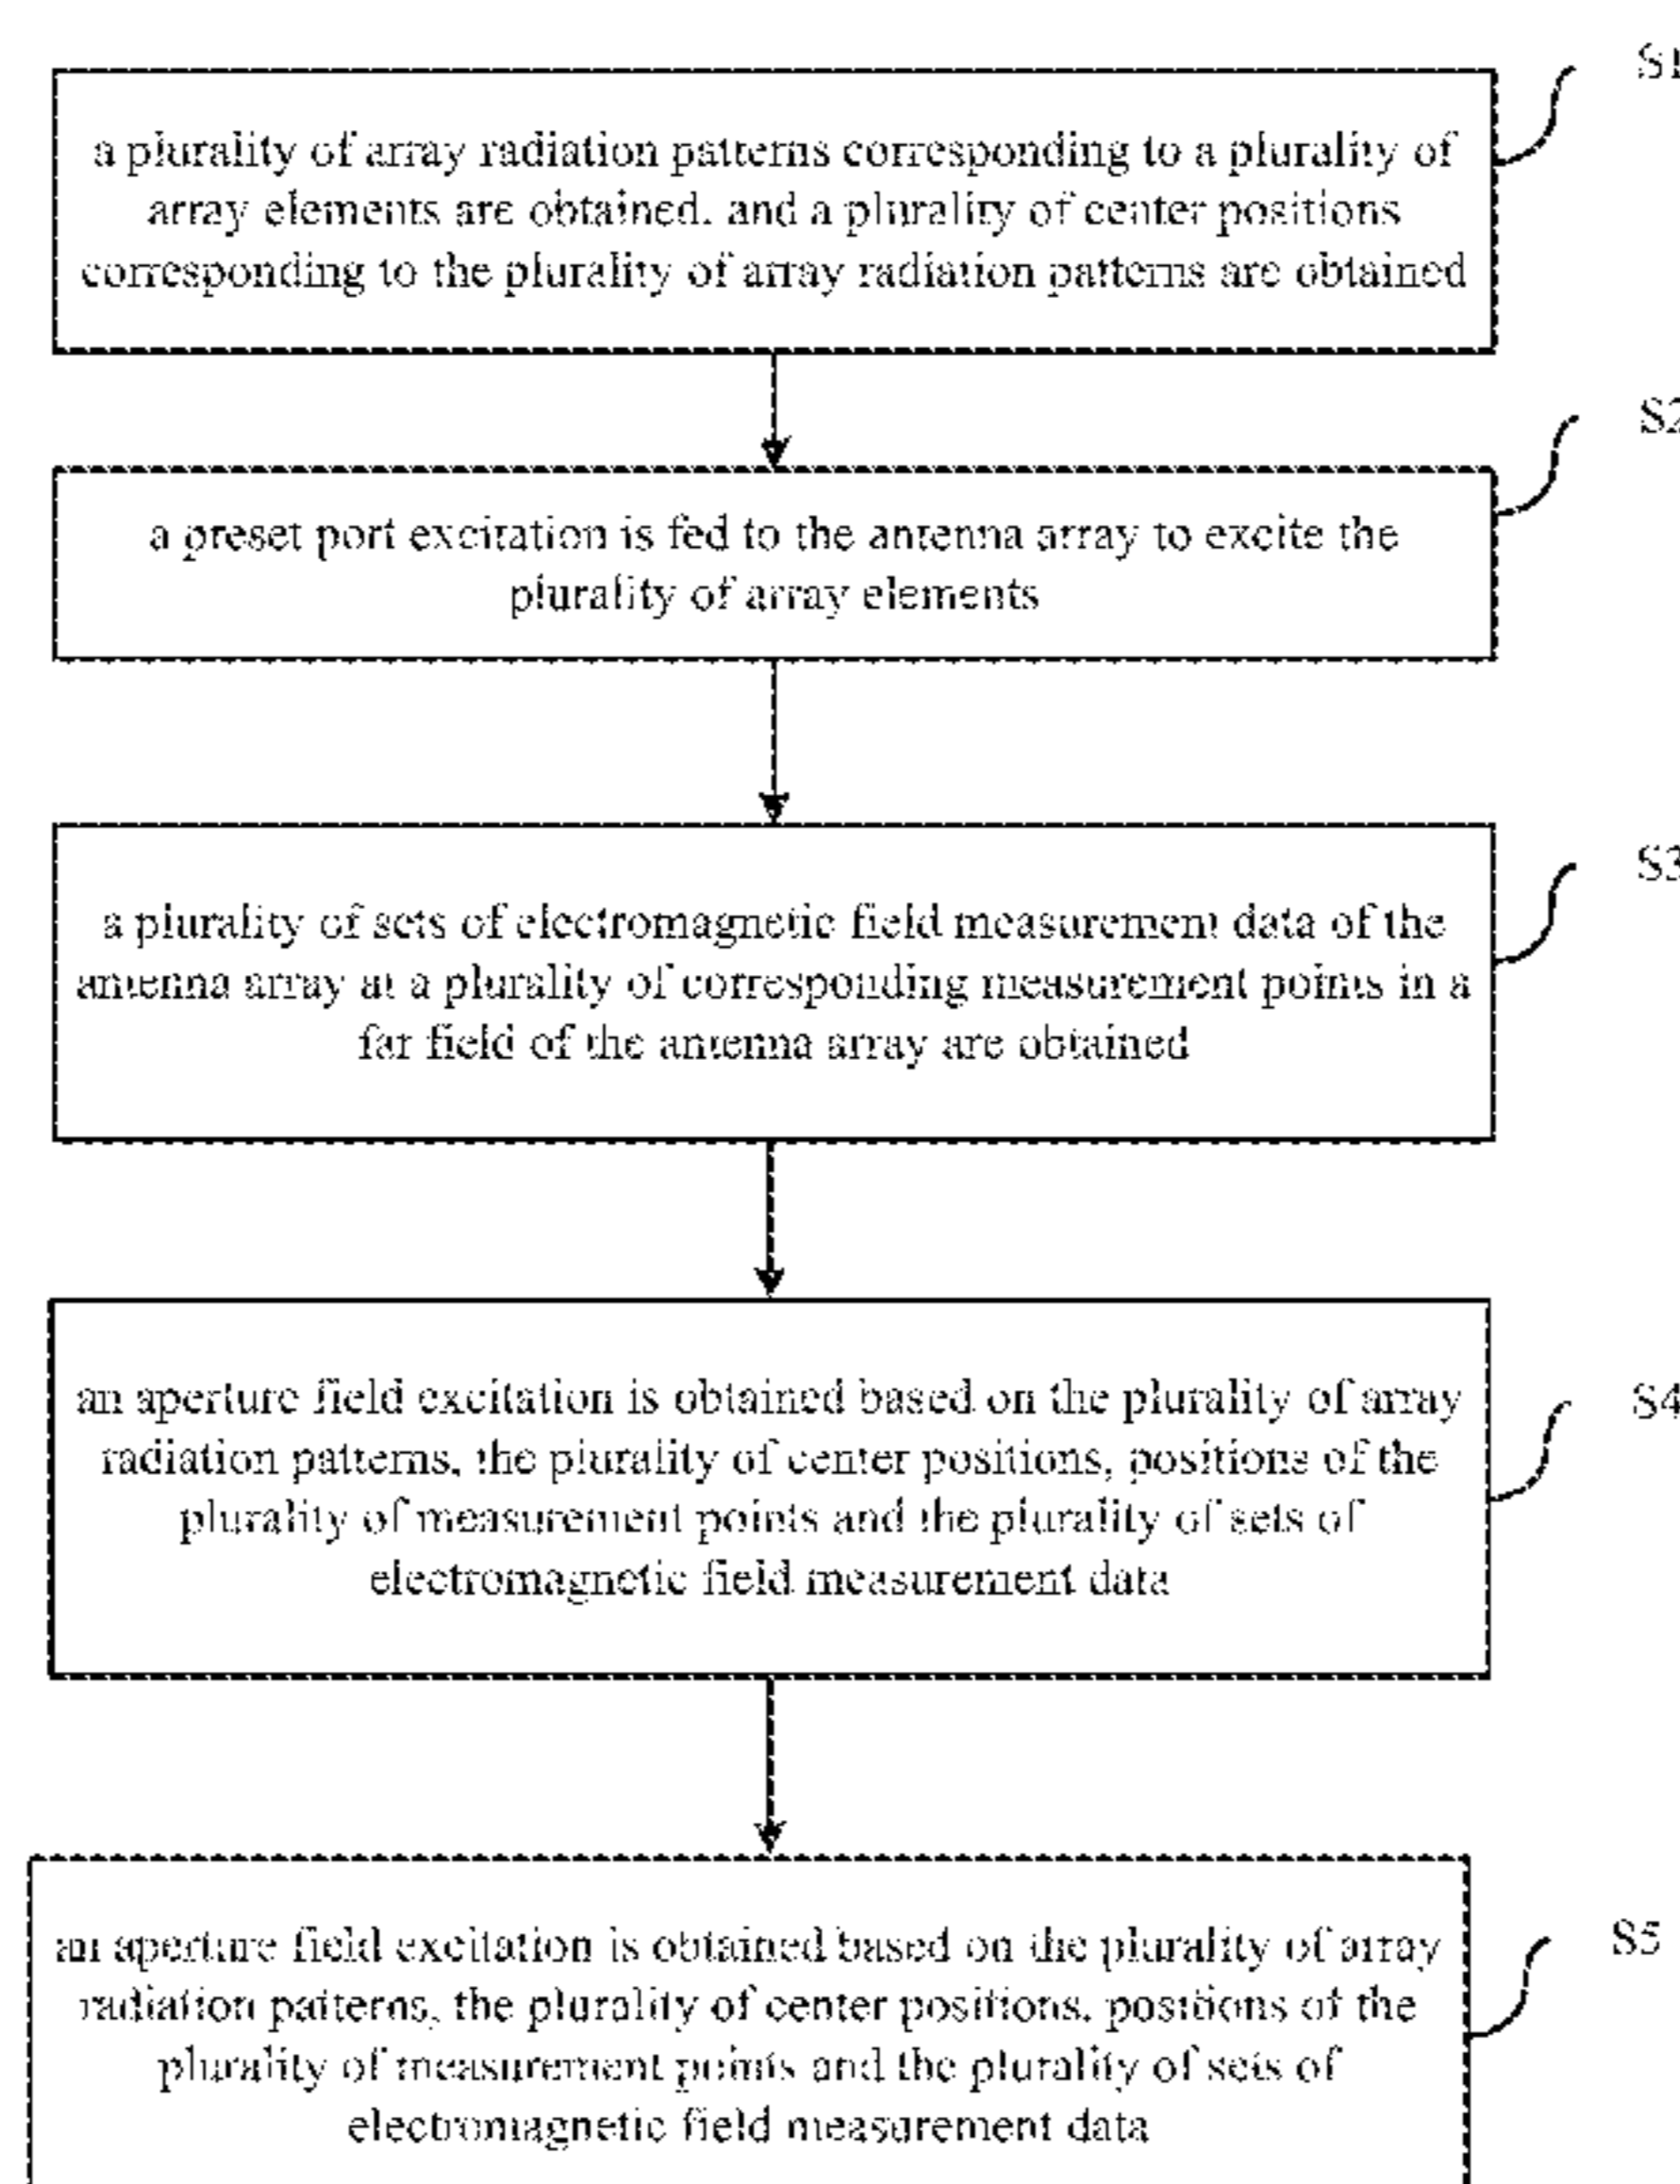 S1
a plurality of array radiation patterns corresponding to a plurality of
array elements are obtained, and a plurality of center positions
corresponding to the plurality of array radiation patterns are obtained
S2
a preset port excitation is fed to the antenna array to excite the
plurality of array elements
S3
a plurality of sets of electromagnetic field measurement data of the
antenna array at a plurality of corresponding measurement points in a
far field of the antenna array are obtained
S4
an aperture field excitation is obtained based on the plurality of array
radiation patterns, the plurality of center positions, positions of the
plurality of measurement points and the plurality of sets of
electromagnetic field measurement data
S5
an aperture field excitation is obtained based on the plurality of array
radiation patterns, the plurality of center positions, positions of the
plurality of measurement points and the plurality of sets of
electromagnetic field measurement data